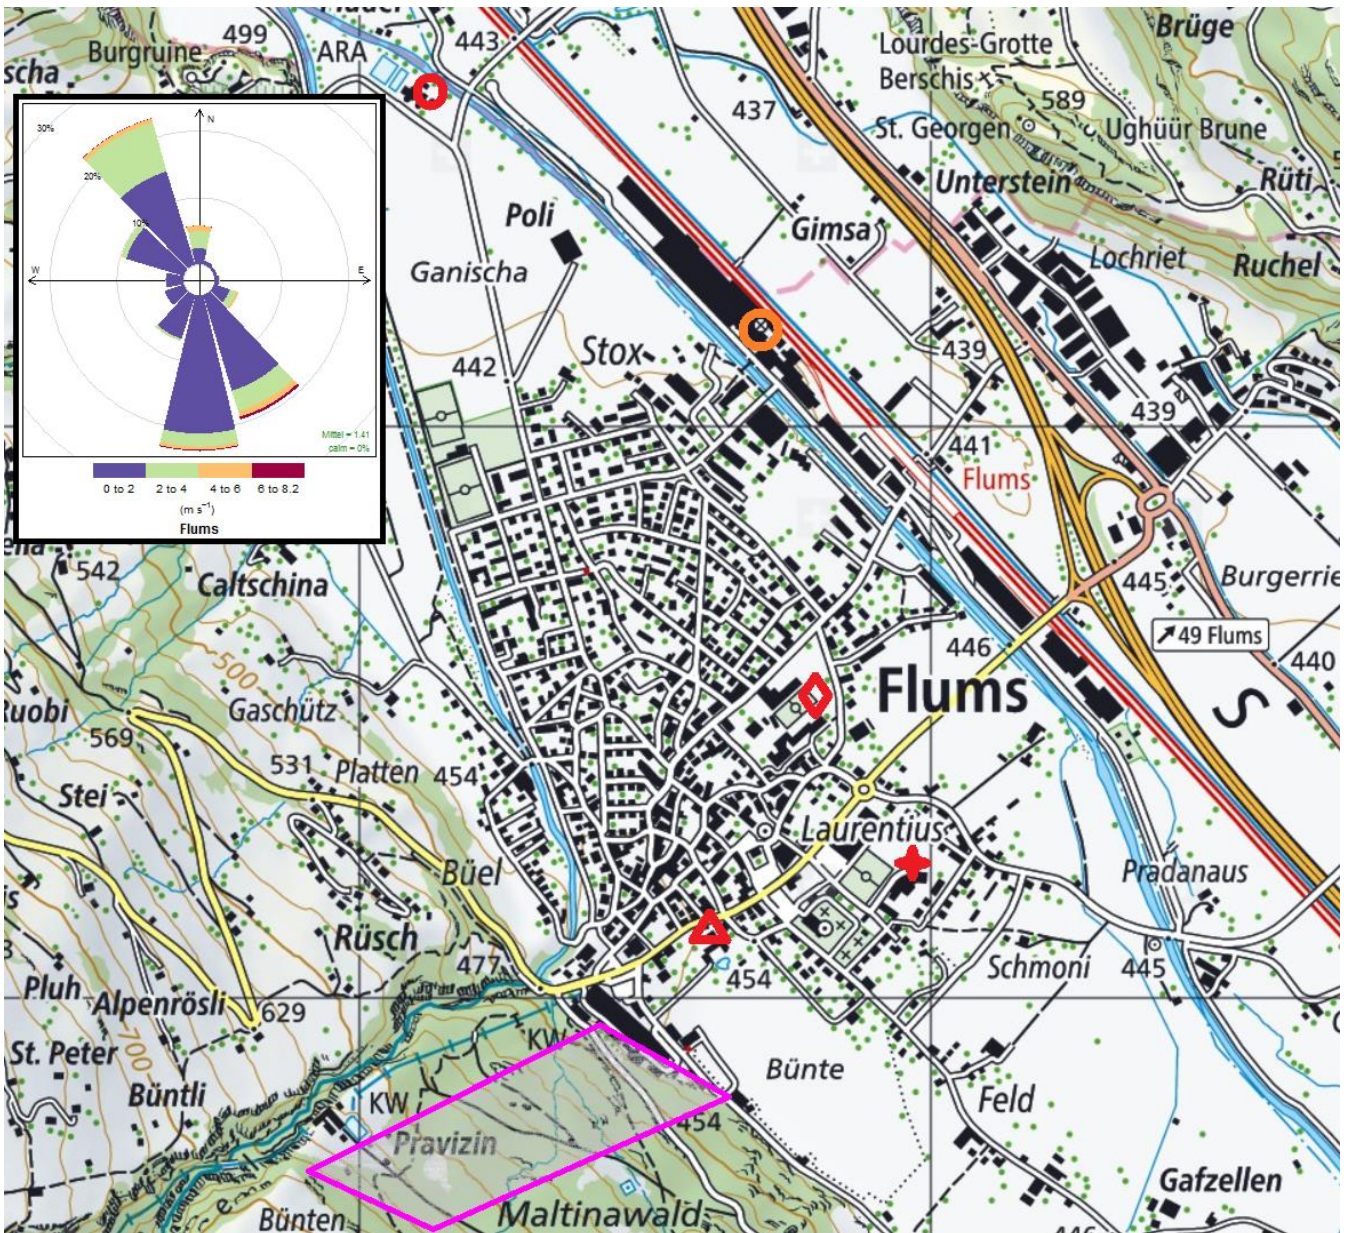 499
ARA
443
Burgruine
scha
Lourdes-Grotte
Berschis
Brüge
437
589
St. Georgen
Ughüür Brune
Unterstein
Rüti
30%
N
20%
10%
W
E
Mittel = 1.41
calm = 0%
0 to 2
2 to 4
4 to 6
6 to 8.2
(m s⁻¹)
Flums
Poli
Gimsa
Ganischa
Lochriet
Ruchel
Stox
442
439
439
441
Flums
542
Caltschina
445
Burgerrie
49 Flums
446
440
500
Gaschütz
Flums
S
Ruobi
569
531
Platten
454
Stei
Laurentius
Büel
Pradanaus
Rüsch
477
454
Schmoni
445
Pluh
Alpenrösli
629
700
St. Peter
KW
Bünte
Büntli
KW
454
Feld
Pravizin
Gafzellen
Bünten
Maltinawald